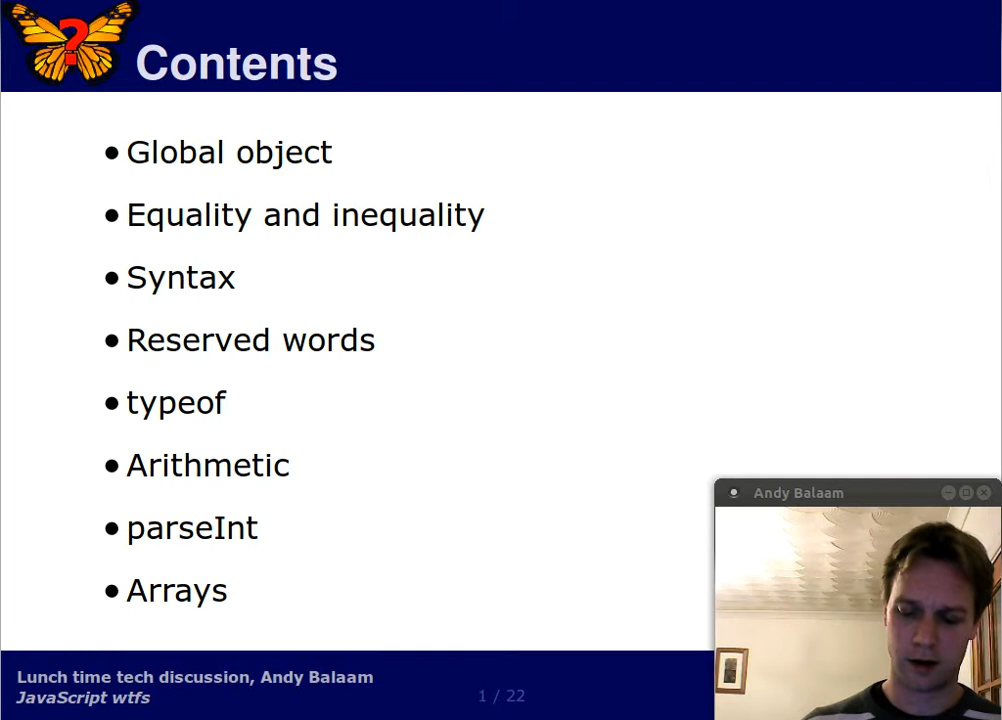 ?
Contents
• Global object
• Equality and inequality
• Syntax
• Reserved words
• typeof
• Arithmetic
• parseInt
• Arrays
Andy Balaam
Lunch time tech discussion, Andy Balaam
JavaScript wtfs
1 / 22